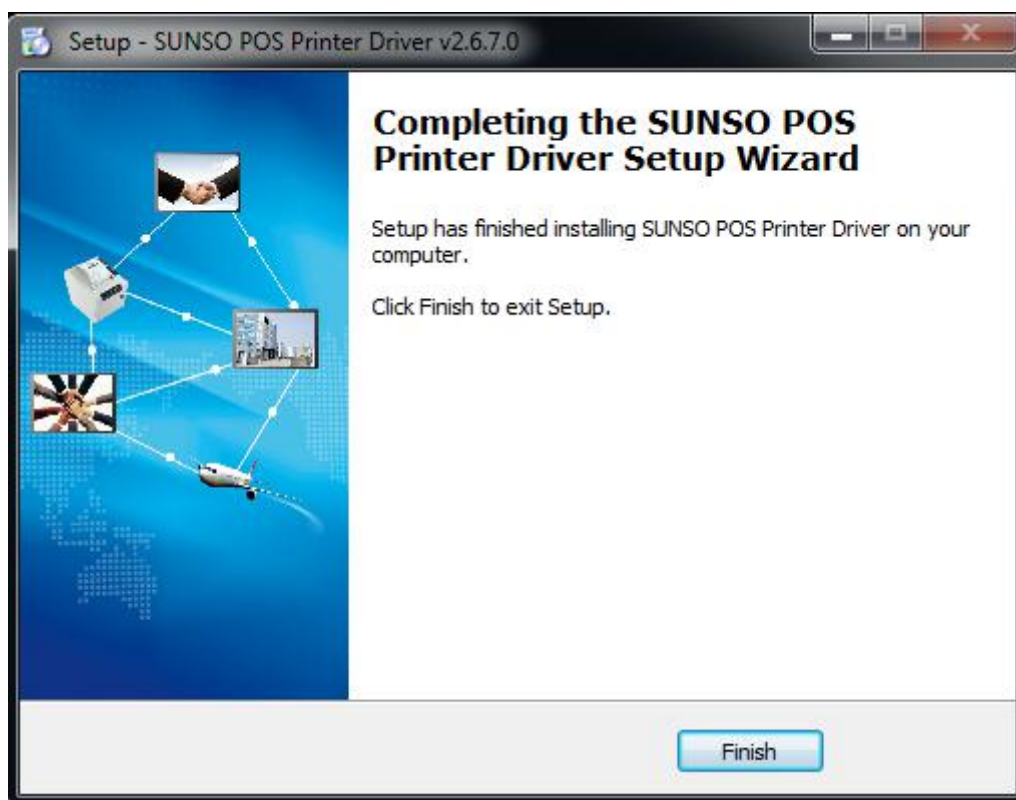 Setup - SUNSO POS Printer Driver v2.6.7.0
Completing the SUNSO POS
Printer Driver Setup Wizard
Setup has finished installing SUNSO POS Printer Driver on your
computer.
Click Finish to exit Setup.
Finish